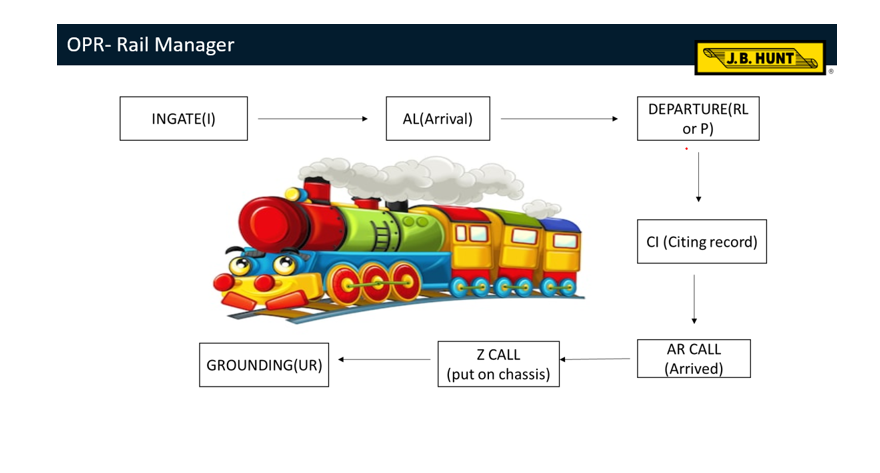 OPR- Rail Manager
J.B. HUNT
®
INGATE(I)
AL(Arrival)
DEPARTURE(RL
or P)
CI (Citing record)
AR CALL
(Arrived)
Z CALL
(put on chassis)
GROUNDING(UR)